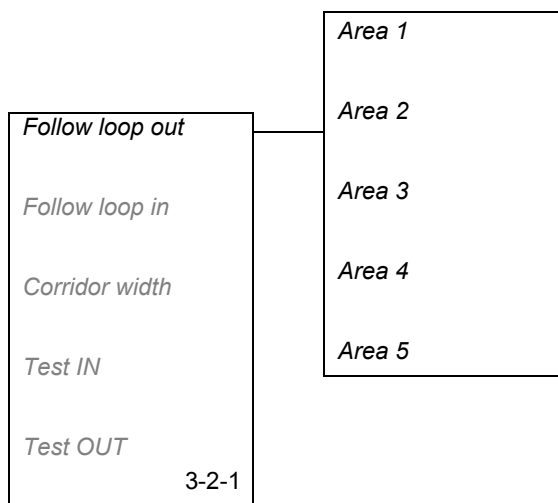 Follow loop out
Follow loop in
Corridor width
Test IN
Test OUT
3-2-1
Area 1
Area 2
Area 3
Area 4
Area 5